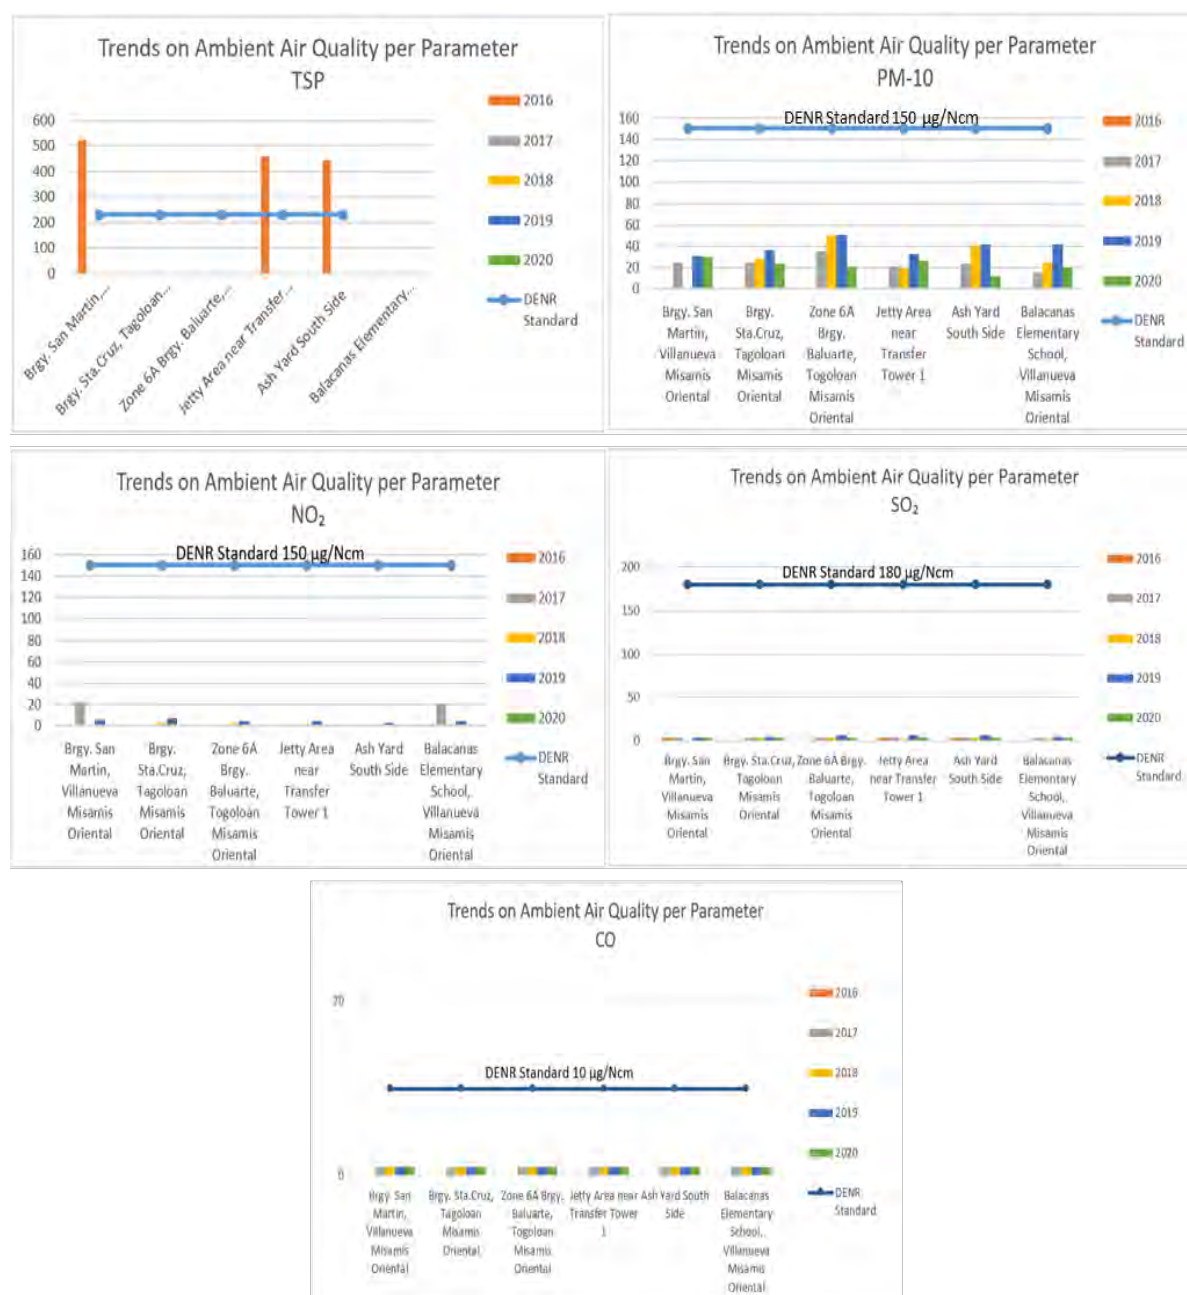 Trends on Ambient Air Quality per Parameter
TSP
600
500
400
300
200
100
0
Brgy. San Martin,...
Brgy. Sta.Cruz, Tagoloan...
Zone 6A Brgy. Baluarte,...
Jetty Area near Transfer...
Ash Yard South Side
Balacanas Elementary...
2016
2017
2018
2019
2020
DENR
Standard
Trends on Ambient Air Quality per Parameter
PM-10
DENR Standard 150 µg/Ncm
160
140
120
100
80
60
40
20
0
Brgy. San
Martin,
Villanueva
Misamis
Oriental
Brgy.
Sta.Cruz,
Tagoloan
Misamis
Oriental
Zone 6A
Brgy.
Baluarte,
Togoloan
Misamis
Oriental
Jetty Area
near
Transfer
Tower 1
Ash Yard
South Side
Balacanas
Elementary
School,
Villanueva
Misamis
Oriental
2016
2017
2018
2019
2020
DENR
Standard
Trends on Ambient Air Quality per Parameter
NO₂
DENR Standard 150 µg/Ncm
160
140
120
100
80
60
40
20
0
Brgy. San
Martin,
Villanueva
Misamis
Oriental
Brgy.
Sta.Cruz,
Tagoloan
Misamis
Oriental
Zone 6A
Brgy.
Baluarte,
Togoloan
Misamis
Oriental
Jetty Area
near
Transfer
Tower 1
Ash Yard
South Side
Balacanas
Elementary
School,
Villanueva
Misamis
Oriental
2016
2017
2018
2019
2020
DENR
Standard
Trends on Ambient Air Quality per Parameter
SO₂
DENR Standard 180 µg/Ncm
200
150
100
50
0
Brgy. San
Martin,
Villanueva
Misamis
Oriental
Brgy. Sta.Cruz,
Tagoloan
Misamis
Oriental
Zone 6A Brgy.
Baluarte,
Togoloan
Misamis
Oriental
Jetty Area
near Transfer
Tower 1
Ash Yard
South Side
Balacanas
Elementary
School,
Villanueva
Misamis
Oriental
2016
2017
2018
2019
2020
DENR
Standard
Trends on Ambient Air Quality per Parameter
CO
DENR Standard 10 µg/Ncm
20
0
Brgy. San
Martin,
Villanueva
Misamis
Oriental
Brgy. Sta.Cruz,
Tagoloan
Misamis
Oriental
Zone 6A Brgy.
Baluarte,
Togoloan
Misamis
Oriental
Jetty Area near
Transfer Tower
1
Ash Yard South
Side
Balacanas
Elementary
School,
Villanueva
Misamis
Oriental
2016
2017
2018
2019
2020
DENR
Standard